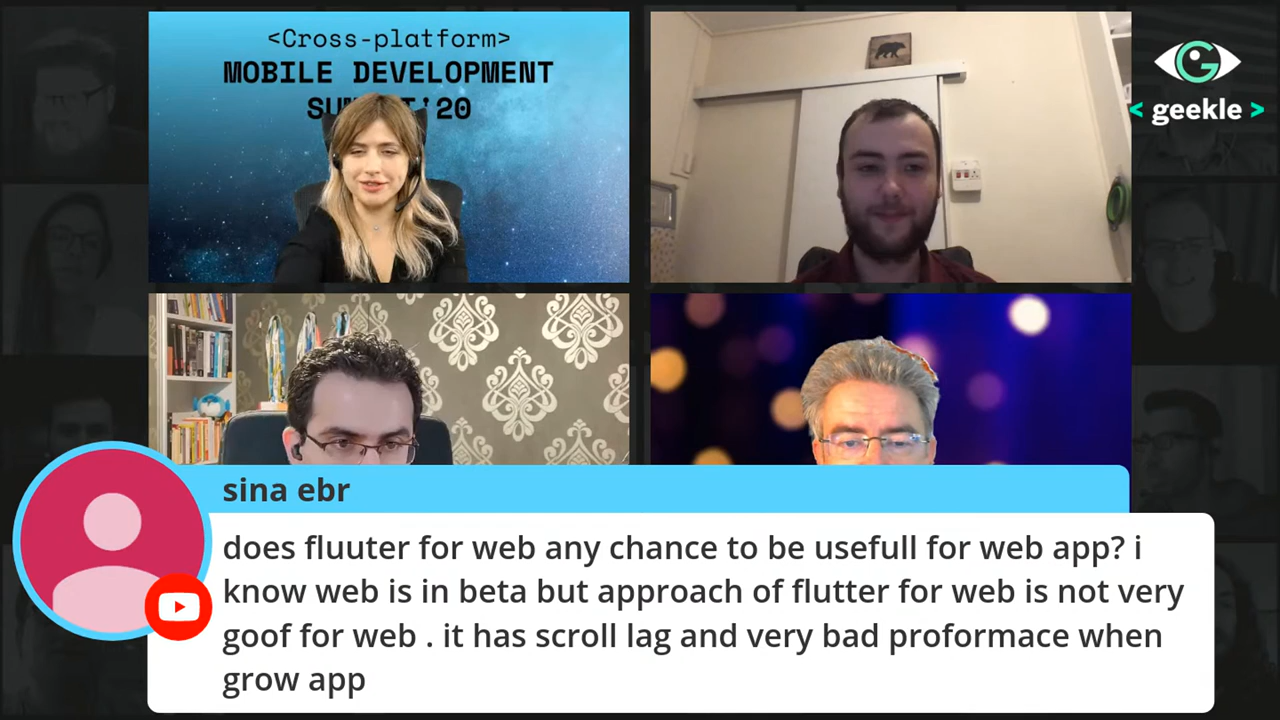 <Cross-platform>
MOBILE DEVELOPMENT
SU
T'20
< geekle >
sina ebr
does fluuter for web any chance to be usefull for web app? i
know web is in beta but approach of flutter for web is not very
goof for web . it has scroll lag and very bad proformace when
grow app